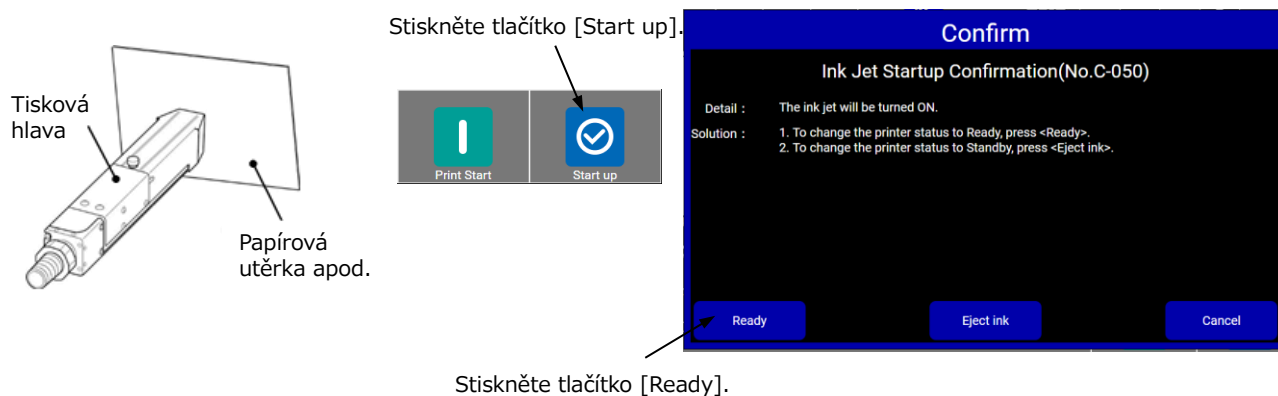 Stiskněte tlačítko [Start up].
Tisková
hlava
Papírová
utěrka apod.
Print Start
Start up
Confirm
Ink Jet Startup Confirmation(No.C-050)
Detail : The ink jet will be turned ON.
Solution : 1. To change the printer status to Ready, press <Ready>.
2. To change the printer status to Standby, press <Eject ink>.
Ready
Eject ink
Cancel
Stiskněte tlačítko [Ready].